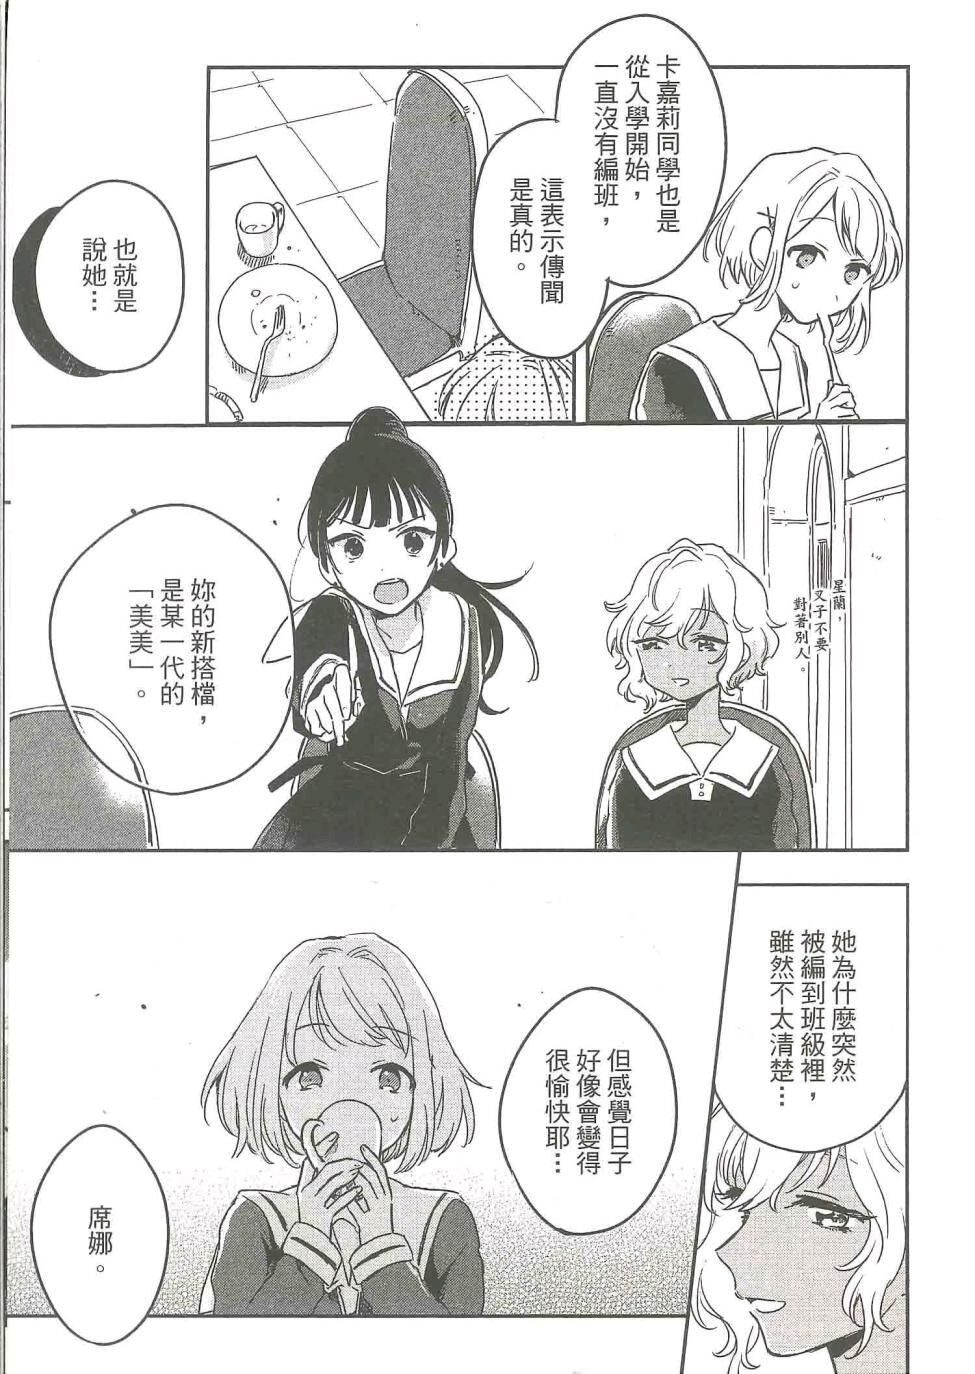 卡嘉莉同學也是
從入學開始，
一直沒有編班，
這表示傳聞
是真的。
也就是
說她…
星蘭，
叉子不要
對著別人。
妳的新搭檔，
是某一代的
「美美」。
她為什麼突然
被編到班級裡，
雖然不太清楚…
但感覺日子
好像會變得
很愉快耶…
席娜。